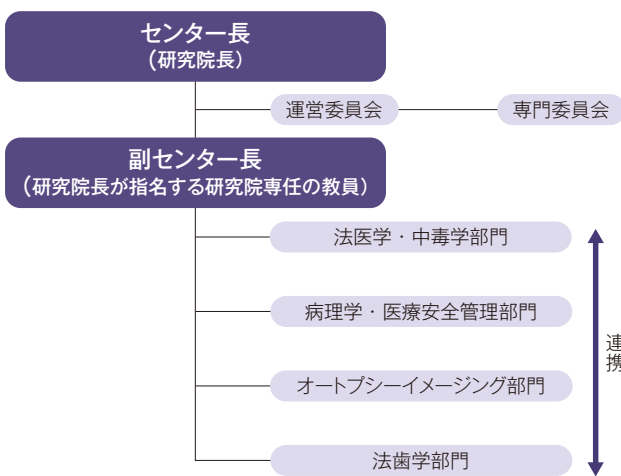 センター長
（研究院長）
運営委員会
専門委員会
副センター長
（研究院長が指名する研究院専任の教員）
法医学・中毒学部門
病理学・医療安全管理部門
オートプシーイメージング部門
法歯学部門
連携